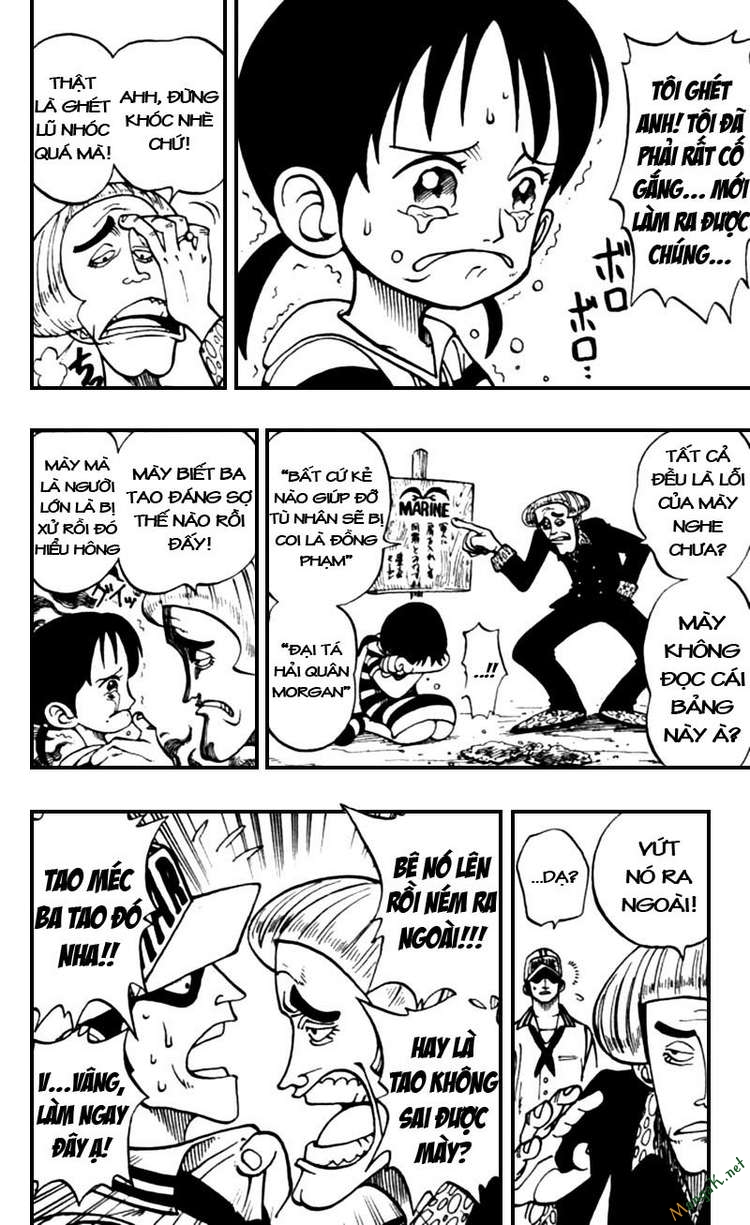 TÔI GHÉT
ANH! TÔI ĐÃ
PHẢI RẤT CỐ
GẮNG... MỚI
LÀM RA ĐƯỢC
CHÚNG...
ボロ
ボロ
AHH, ĐỪNG
KHÓC NHÈ
CHỨ!
THẬT
LÀ GHÉT
LŨ NHÓC
QUÁ MÀ!
TẤT CẢ
ĐỀU LÀ LỖI
CỦA MÀY
NGHE
CHƯA?
MÀY
KHÔNG
ĐỌC CÁI
BẢNG
NÀY À?
MARINE
...!!
"BẤT CỨ KẺ
NÀO GIÚP ĐỠ
TÙ NHÂN SẼ BỊ
COI LÀ ĐỒNG
PHẠM"
"ĐẠI TÁ
HẢI QUÂN
MORGAN"
MÀY BIẾT BA
TAO ĐÁNG SỢ
THẾ NÀO RỒI
ĐẤY!
MÀY MÀ
LÀ NGƯỜI
LỚN LÀ BỊ
XỬ RỒI ĐÓ
HIỂU HÔNG
VỨT
NÓ RA
NGOÀI!
...DẠ?
BÊ NÓ LÊN
RỒI NÉM RA
NGOÀI!!!
HAY LÀ
TAO KHÔNG
SAI ĐƯỢC
MÀY?
TAO MÉC
BA TAO ĐÓ
NHA!!
V...VÂNG,
LÀM NGAY
ĐÂY Ạ!